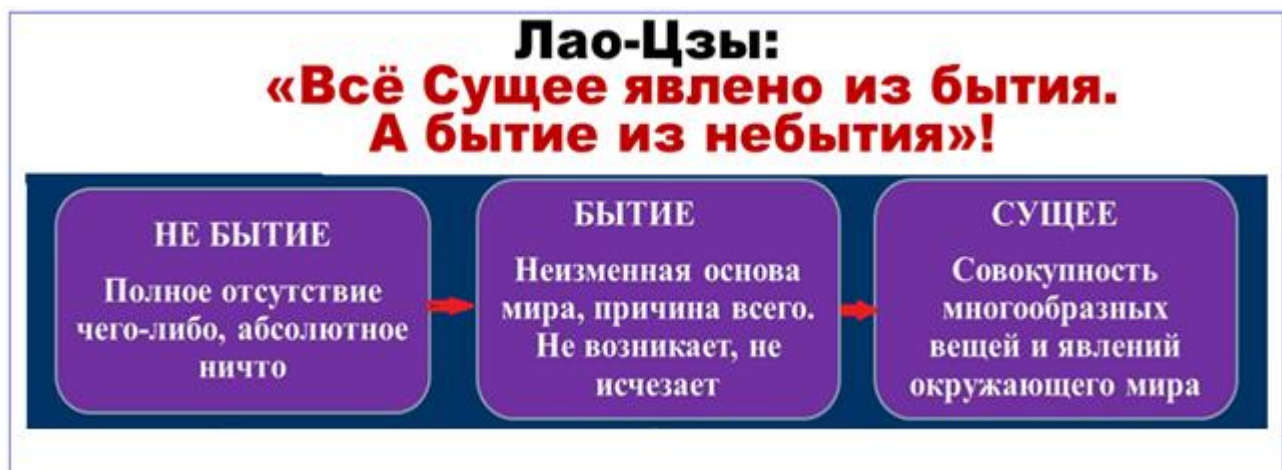 Лао-Цзы:
«Всё Сущее явлено из бытия.
А бытие из небытия»!
НЕ БЫТИЕ
Полное отсутствие
чего-либо, абсолютное
ничто
БЫТИЕ
Неизменная основа
мира, причина всего.
Не возникает, не
исчезает
СУЩЕЕ
Совокупность
многообразных
вещей и явлений
окружающего мира